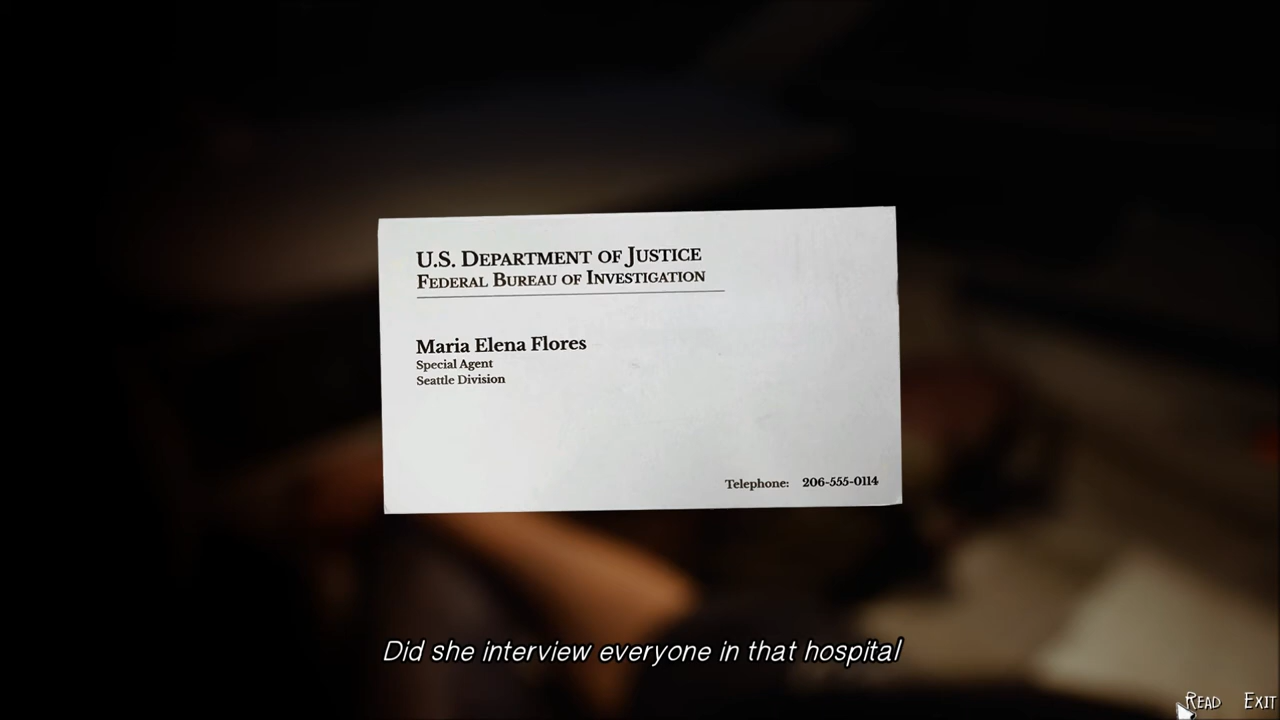 U.S. DEPARTMENT OF JUSTICE
FEDERAL BUREAU OF INVESTIGATION
Maria Elena Flores
Special Agent
Seattle Division
Telephone: 206-555-0114
Did she interview everyone in that hospital
READ EXIT